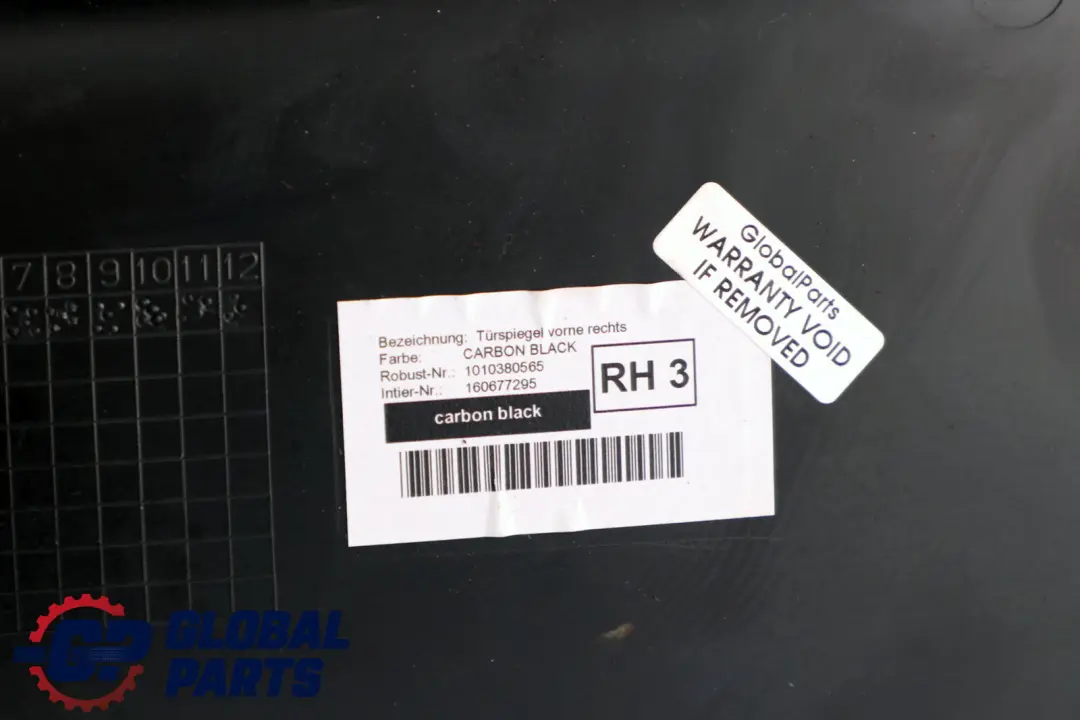 7 8 9 10 11 12
Bezeichnung: Türspiegel vorne rechts
Farbe: CARBON BLACK
Robust-Nr.: 1010380565
Intier-Nr.: 160677295
RH 3
carbon black
GlobalParts
WARRANTY VOID
IF REMOVED
GP GLOBAL
PARTS